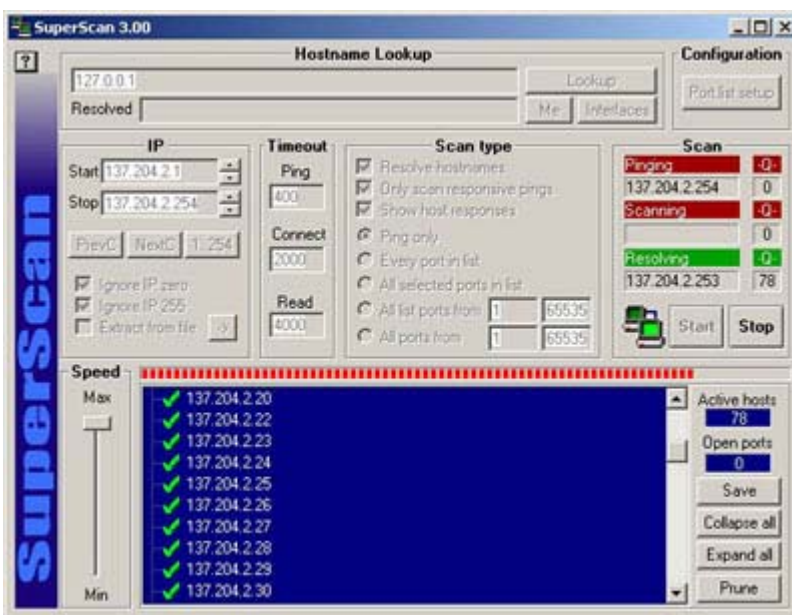 SuperScan 3.00
?
Hostname Lookup
127.0.0.1
Lookup
Resolved
Me
Interfaces
Configuration
Port list setup
IP
Start 137.204.2.1
Stop 137.204.2.254
PrevC NextC 1..254
Ignore IP zero
Ignore IP 255
Extract from file ->
Timeout
Ping
400
Connect
2000
Read
4000
Scan type
Resolve hostnames
Only scan responsive pings
Show host responses
Ping only
Every port in list
All selected ports in list
All list ports from 1 65535
All ports from 1 65535
Scan
Pinging -Q-
137.204.2.254 0
Scanning -Q-
0
Resolving -Q-
137.204.2.253 78
Start Stop
SuperScan
Speed
Max
Min
137.204.2.20
137.204.2.22
137.204.2.23
137.204.2.24
137.204.2.25
137.204.2.26
137.204.2.27
137.204.2.28
137.204.2.29
137.204.2.30
Active hosts
78
Open ports
0
Save
Collapse all
Expand all
Prune